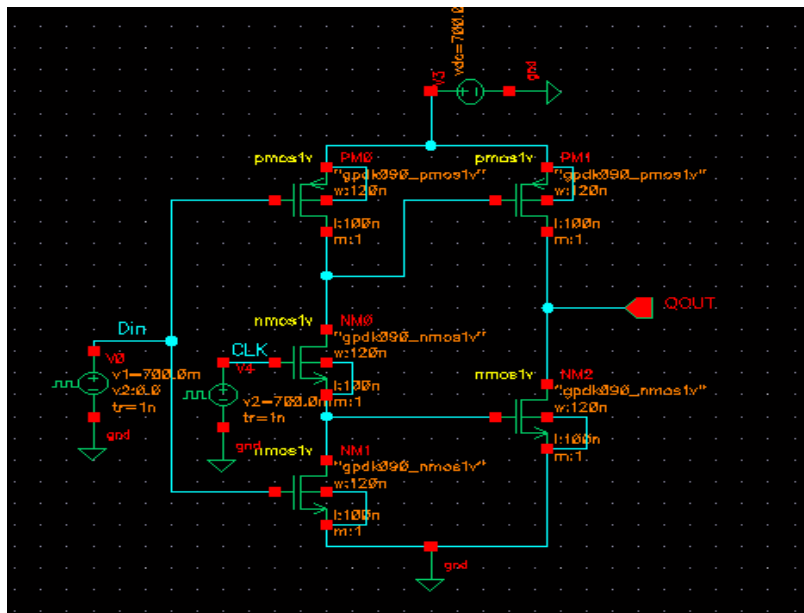 vdc=700.0
V3
gnd
pmos1v
PM0
"gpdk090_pmos1v"
w:120n
l:100n
m:1
pmos1v
PM1
"gpdk090_pmos1v"
w:120n
l:100n
m:1
nmos1v
NM0
"gpdk090_nmos1v"
w:120n
l:100n
m:1
Din
V0
v1=700.0m
v2:0.0
tr=1n
gnd
CLK
V4
v2=700.0m
tr=1n
gnd
QOUT
nmos1v
NM2
"gpdk090_nmos1v"
w:120n
l:100n
m:1
nmos1v
NM1
"gpdk090_nmos1v"
w:120n
l:100n
m:1
gnd